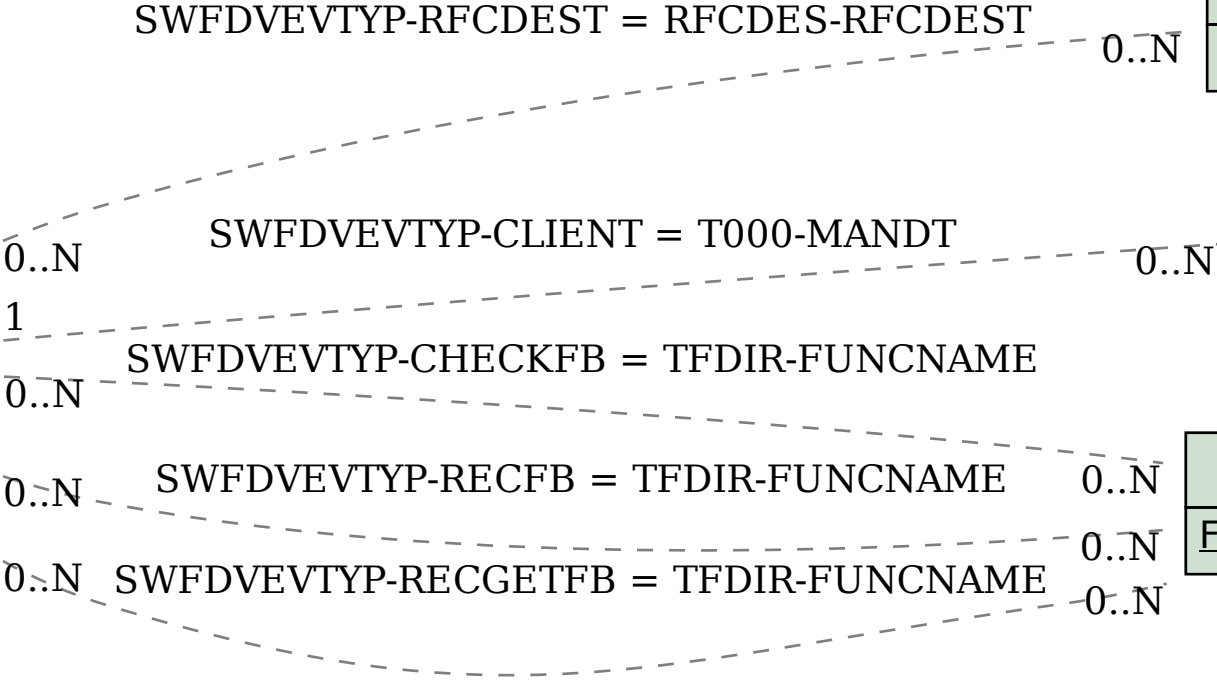 SWFDVEVTYP-RFCDEST = RFCDES-RFCDEST
0..N
SWFDVEVTYP-CLIENT = T000-MANDT
0..N
0..N
1
SWFDVEVTYP-CHECKFB = TFDIR-FUNCNAME
0..N
SWFDVEVTYP-RECFB = TFDIR-FUNCNAME
0..N
0..N
0..N
F
SWFDVEVTYP-RECGETFB = TFDIR-FUNCNAME
0..N
0..N